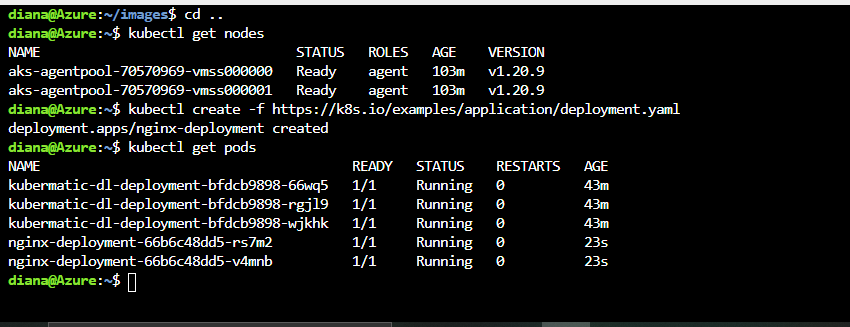 diana@Azure:~/images$ cd ..
diana@Azure:~$ kubectl get nodes
NAME                                STATUS   ROLES   AGE    VERSION
aks-agentpool-70570969-vmss000000   Ready    agent   103m   v1.20.9
aks-agentpool-70570969-vmss000001   Ready    agent   103m   v1.20.9
diana@Azure:~$ kubectl create -f https://k8s.io/examples/application/deployment.yaml
deployment.apps/nginx-deployment created
diana@Azure:~$ kubectl get pods
NAME                                       READY   STATUS    RESTARTS   AGE
kubermatic-dl-deployment-bfdcb9898-66wq5   1/1     Running   0          43m
kubermatic-dl-deployment-bfdcb9898-rgjl9   1/1     Running   0          43m
kubermatic-dl-deployment-bfdcb9898-wjkhk   1/1     Running   0          43m
nginx-deployment-66b6c48dd5-rs7m2          1/1     Running   0          23s
nginx-deployment-66b6c48dd5-v4mnb          1/1     Running   0          23s
diana@Azure:~$